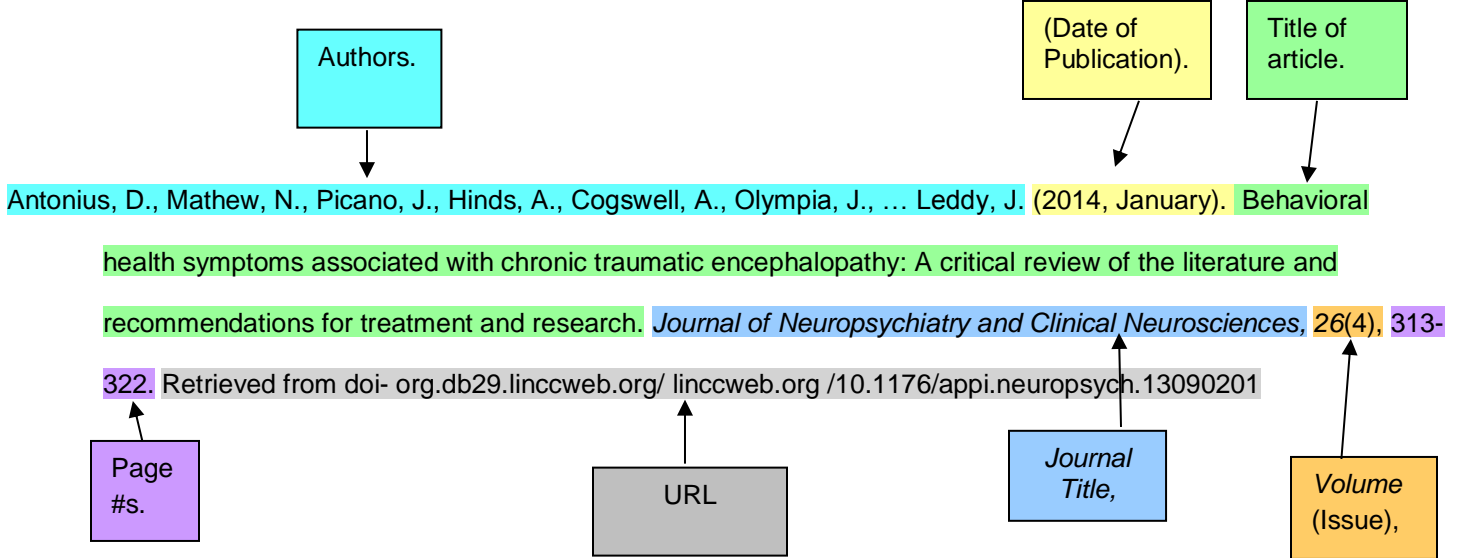 Authors.
(Date of
Publication).
Title of
article.
Antonius, D., Mathew, N., Picano, J., Hinds, A., Cogswell, A., Olympia, J., … Leddy, J. (2014, January). Behavioral
health symptoms associated with chronic traumatic encephalopathy: A critical review of the literature and
recommendations for treatment and research. Journal of Neuropsychiatry and Clinical Neurosciences, 26(4), 313-
322. Retrieved from doi- org.db29.linccweb.org/ linccweb.org /10.1176/appi.neuropsych.13090201
Page
#s.
URL
Journal
Title,
Volume
(Issue),